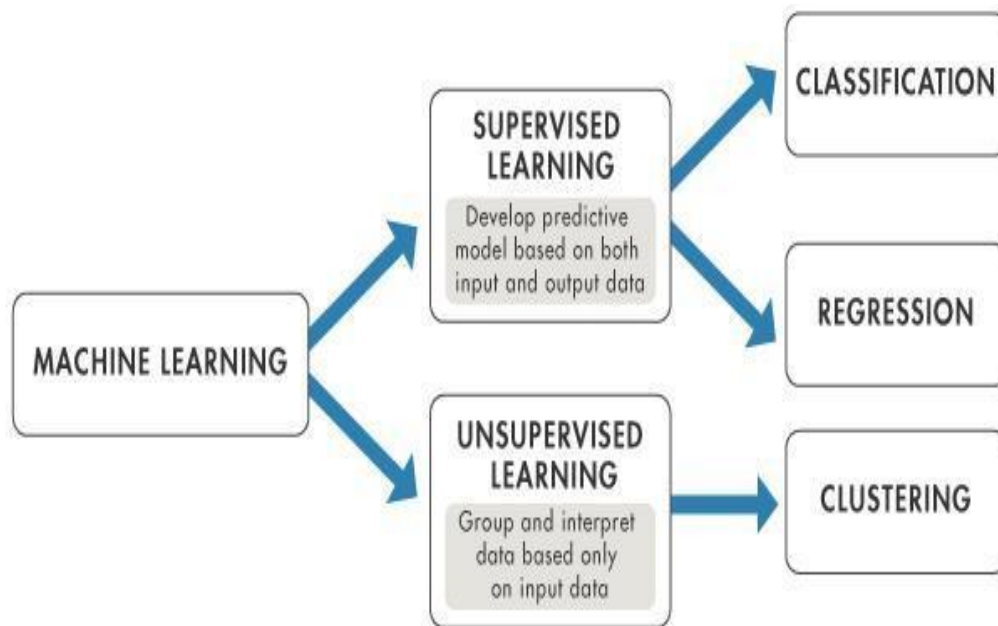 MACHINE LEARNING
SUPERVISED
LEARNING
Develop predictive
model based on both
input and output data
UNSUPERVISED
LEARNING
Group and interpret
data based only
on input data
CLASSIFICATION
REGRESSION
CLUSTERING